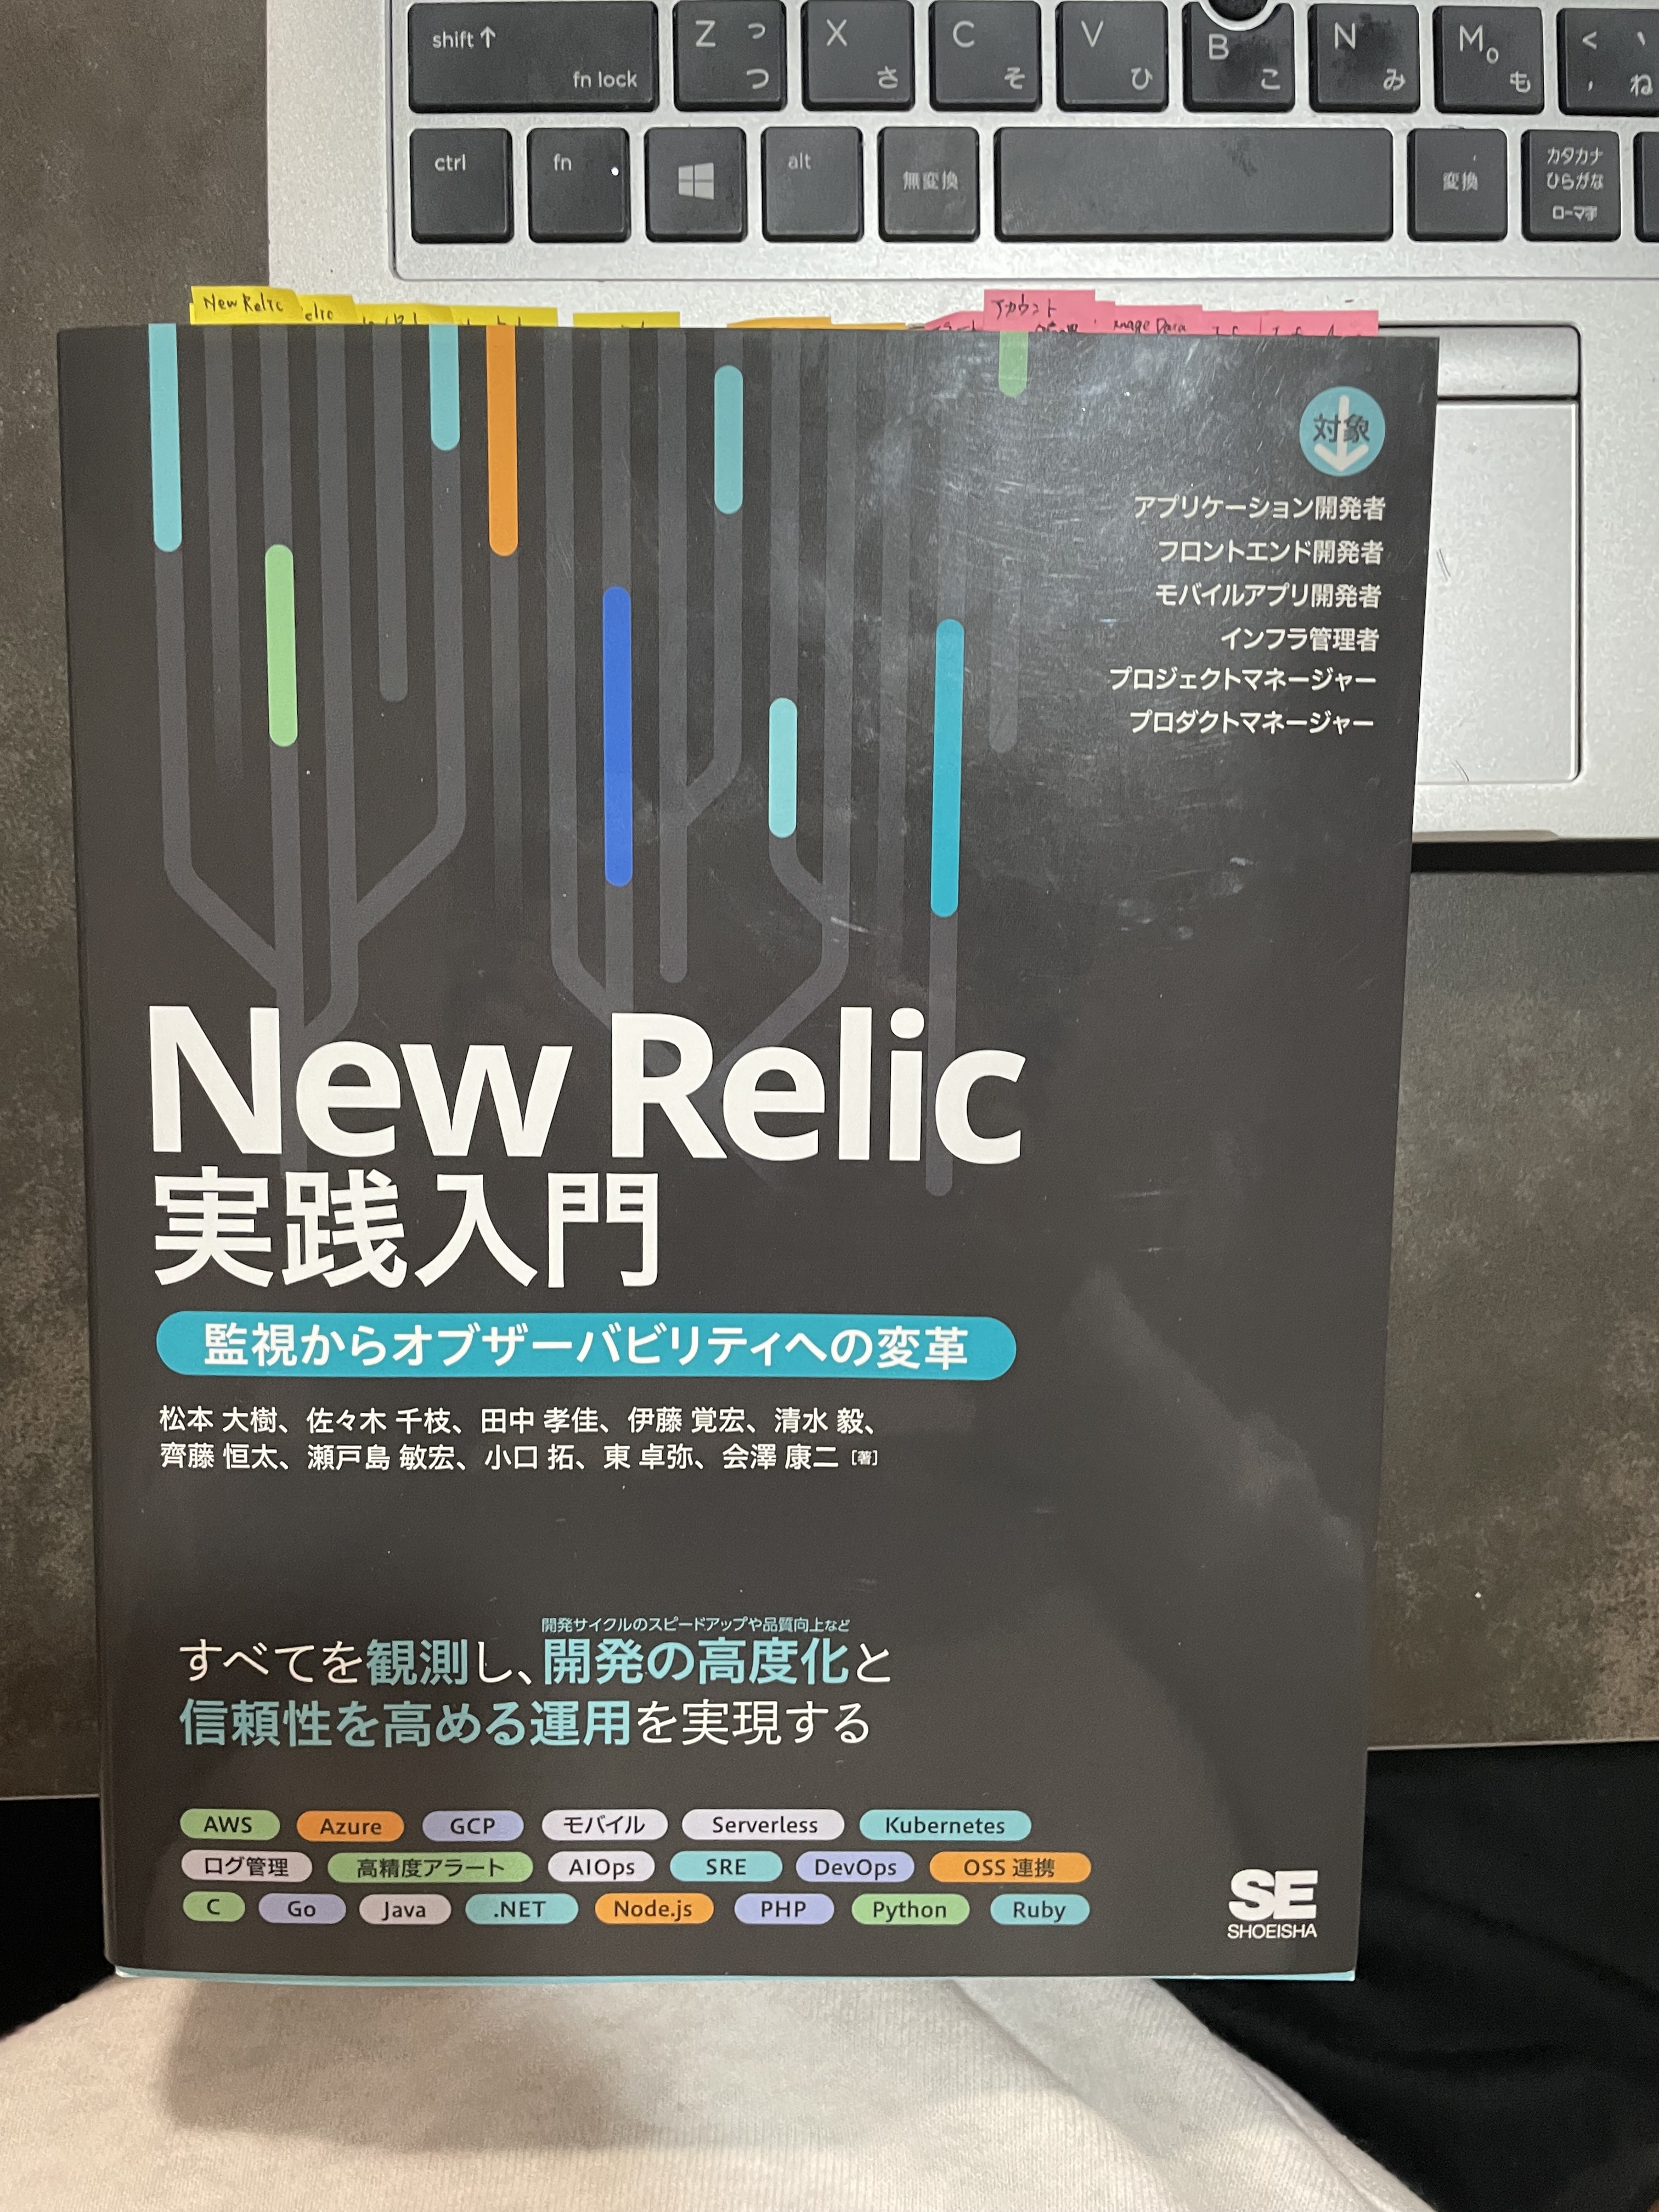 shift ↑ fn lock
Z っ つ
X さ
C そ
V ひ
B こ
N み
M も
< 、 , ね
ctrl
fn
alt
無変換
変換
カタカナ
ひらがな
ローマ字
New Relic
アカウント
対象
アプリケーション開発者
フロントエンド開発者
モバイルアプリ開発者
インフラ管理者
プロジェクトマネージャー
プロダクトマネージャー
New Relic
実践入門
監視からオブザーバビリティへの変革
松本 大樹、佐々木 千枝、田中 孝佳、伊藤 覚宏、清水 毅、
齊藤 恒太、瀬戸島 敏宏、小口 拓、東 卓弥、会澤 康二 [著]
開発サイクルのスピードアップや品質向上など
すべてを観測し、開発の高度化と
信頼性を高める運用を実現する
AWS Azure GCP モバイル Serverless Kubernetes
ログ管理 高精度アラート AIOps SRE DevOps OSS 連携
C Go Java .NET Node.js PHP Python Ruby
SE
SHOEISHA